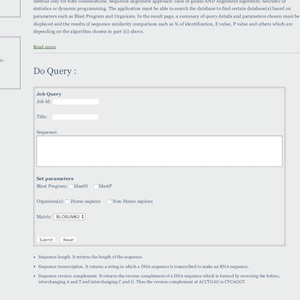 method only for both combinations. Sequence alignment approach: local or global AND Alignment algorithm: heuristic or
statistics or dynamic programming. The application must be able to search the database to find certain database(s) based on
parameters such as Blast Program and Organism. In the result page, a summary of query details and parameters chosen must be
displayed and the results of sequence similarity comparison such as % of identification, E value, P value and others which are
depending on the algorithm chosen in part (ii) above.
Read more
Do Query :
Job Query
Job Id:
Title:
Sequence:
Set parameters
Blast Program: BlastN BlastP
Organism(s): Homo sapiens Non Homo sapiens
Matrix: BLOSUM62
Submit Reset
Sequence length. It returns the length of the sequence.
Sequence transcription. It returns a string in which a DNA sequence is transcribed to make an RNA sequence.
Sequence reverse complement. It returns the reverse complement of a DNA sequence which is formed by reversing the letters,
interchanging A and T and interchanging C and G. Thus the reverse complement of ACCTGAG is CTCAGGT.